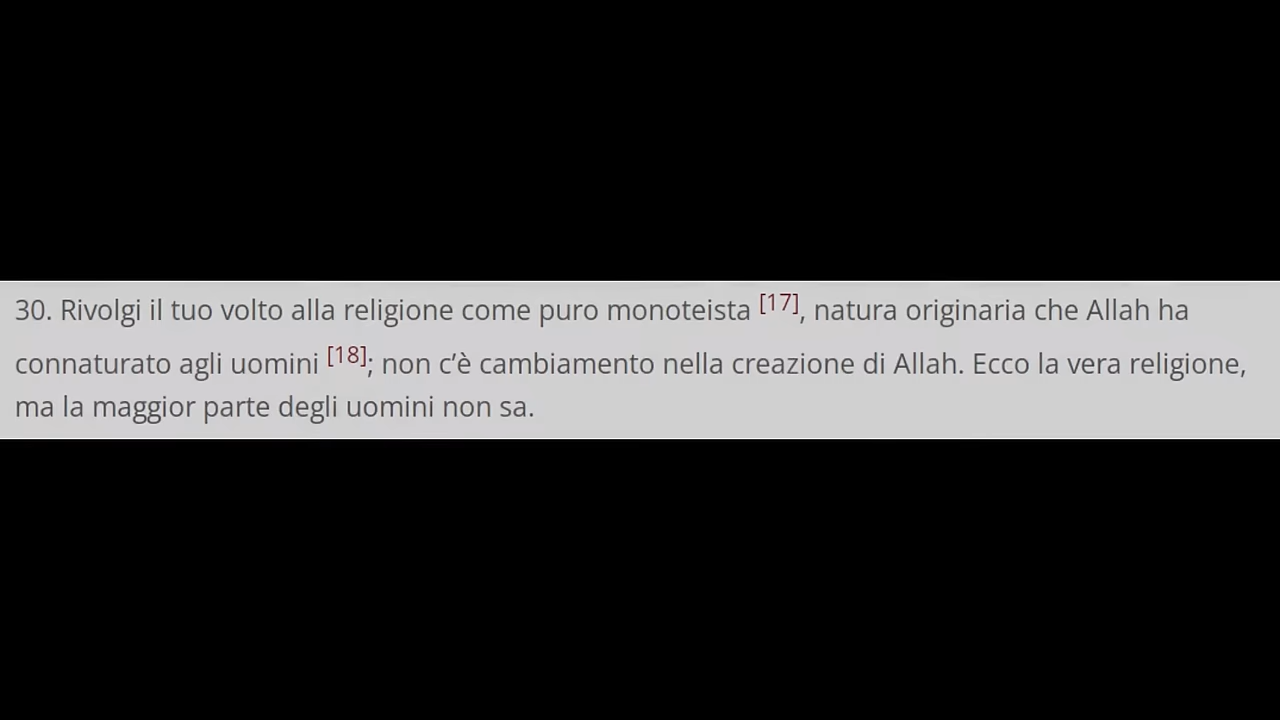 30. Rivolgi il tuo volto alla religione come puro monoteista [17], natura originaria che Allah ha
connaturato agli uomini [18]; non c’è cambiamento nella creazione di Allah. Ecco la vera religione,
ma la maggior parte degli uomini non sa.